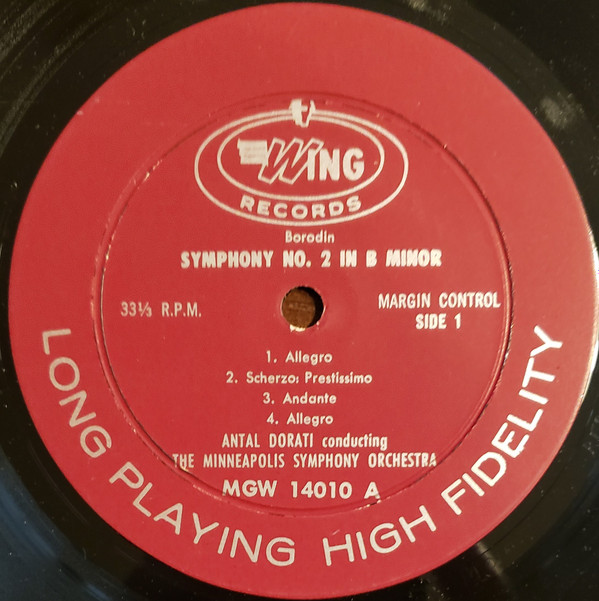 WING
RECORDS
Borodin
SYMPHONY NO. 2 IN B MINOR
33⅓ R.P.M.
MARGIN CONTROL
SIDE 1
1. Allegro
2. Scherzo: Prestissimo
3. Andante
4. Allegro
ANTAL DORATI conducting
THE MINNEAPOLIS SYMPHONY ORCHESTRA
MGW 14010 A
LONG PLAYING HIGH FIDELITY